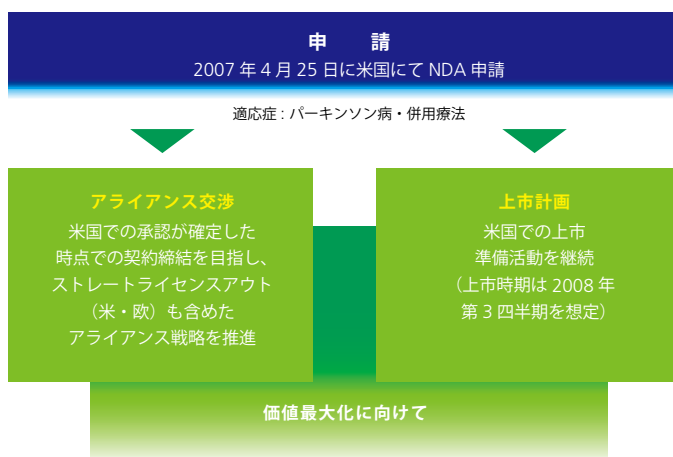 申　請
2007 年 4 月 25 日に米国にて NDA 申請
適応症 : パーキンソン病・併用療法
アライアンス交渉
米国での承認が確定した
時点での契約締結を目指し、
ストレートライセンスアウト
（米・欧）も含めた
アライアンス戦略を推進
上市計画
米国での上市
準備活動を継続
（上市時期は 2008 年
第 3 四半期を想定）
価値最大化に向けて